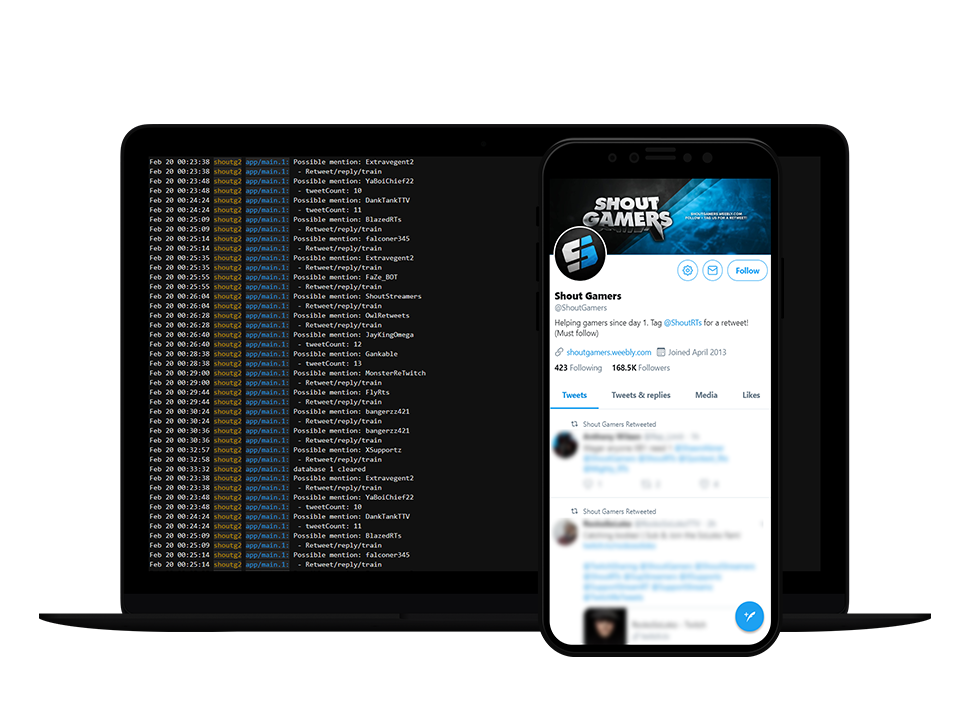 Feb 20 00:23:38 shoutg2 app/main.1: Possible mention: Extravegent2
Feb 20 00:23:38 shoutg2 app/main.1: - Retweet/reply/train
Feb 20 00:23:48 shoutg2 app/main.1: Possible mention: YaBoiChief22
Feb 20 00:23:48 shoutg2 app/main.1: - tweetCount: 10
Feb 20 00:24:24 shoutg2 app/main.1: Possible mention: DankTankTTV
Feb 20 00:24:24 shoutg2 app/main.1: - tweetCount: 11
Feb 20 00:25:09 shoutg2 app/main.1: Possible mention: BlazedRTs
Feb 20 00:25:09 shoutg2 app/main.1: - Retweet/reply/train
Feb 20 00:25:14 shoutg2 app/main.1: Possible mention: falconer345
Feb 20 00:25:14 shoutg2 app/main.1: - Retweet/reply/train
Feb 20 00:25:35 shoutg2 app/main.1: Possible mention: Extravegent2
Feb 20 00:25:35 shoutg2 app/main.1: - Retweet/reply/train
Feb 20 00:25:55 shoutg2 app/main.1: Possible mention: FaZe_BOT
Feb 20 00:25:55 shoutg2 app/main.1: - Retweet/reply/train
Feb 20 00:26:04 shoutg2 app/main.1: Possible mention: ShoutStreamers
Feb 20 00:26:04 shoutg2 app/main.1: - Retweet/reply/train
Feb 20 00:26:28 shoutg2 app/main.1: Possible mention: OwlRetweets
Feb 20 00:26:28 shoutg2 app/main.1: - Retweet/reply/train
Feb 20 00:26:40 shoutg2 app/main.1: Possible mention: JayKingOmega
Feb 20 00:26:40 shoutg2 app/main.1: - tweetCount: 12
Feb 20 00:28:38 shoutg2 app/main.1: Possible mention: Gankable
Feb 20 00:28:38 shoutg2 app/main.1: - tweetCount: 13
Feb 20 00:29:00 shoutg2 app/main.1: Possible mention: MonsterReTwitch
Feb 20 00:29:00 shoutg2 app/main.1: - Retweet/reply/train
Feb 20 00:29:44 shoutg2 app/main.1: Possible mention: FlyRts
Feb 20 00:29:44 shoutg2 app/main.1: - Retweet/reply/train
Feb 20 00:30:24 shoutg2 app/main.1: Possible mention: bangerzz421
Feb 20 00:30:24 shoutg2 app/main.1: - Retweet/reply/train
Feb 20 00:30:36 shoutg2 app/main.1: Possible mention: bangerzz421
Feb 20 00:30:36 shoutg2 app/main.1: - Retweet/reply/train
Feb 20 00:32:57 shoutg2 app/main.1: Possible mention: XSupportz
Feb 20 00:32:58 shoutg2 app/main.1: - Retweet/reply/train
Feb 20 00:33:32 shoutg2 app/main.1: database 1 cleared
Feb 20 00:23:38 shoutg2 app/main.1: Possible mention: Extravegent2
Feb 20 00:23:38 shoutg2 app/main.1: - Retweet/reply/train
Feb 20 00:23:48 shoutg2 app/main.1: Possible mention: YaBoiChief22
Feb 20 00:23:48 shoutg2 app/main.1: - tweetCount: 10
Feb 20 00:24:24 shoutg2 app/main.1: Possible mention: DankTankTTV
Feb 20 00:24:24 shoutg2 app/main.1: - tweetCount: 11
Feb 20 00:25:09 shoutg2 app/main.1: Possible mention: BlazedRTs
Feb 20 00:25:09 shoutg2 app/main.1: - Retweet/reply/train
Feb 20 00:25:14 shoutg2 app/main.1: Possible mention: falconer345
Feb 20 00:25:14 shoutg2 app/main.1: - Retweet/reply/train
SHOUT
GAMERS
SHOUTGAMERS.WEEBLY.COM
FOLLOW + TAG US FOR A RETWEET!
Follow
Shout Gamers
@ShoutGamers
Helping gamers since day 1. Tag @ShoutRTs for a retweet!
(Must follow)
shoutgamers.weebly.com Joined April 2013
423 Following 168.5K Followers
Tweets Tweets & replies Media Likes
Shout Gamers Retweeted
Shout Gamers Retweeted